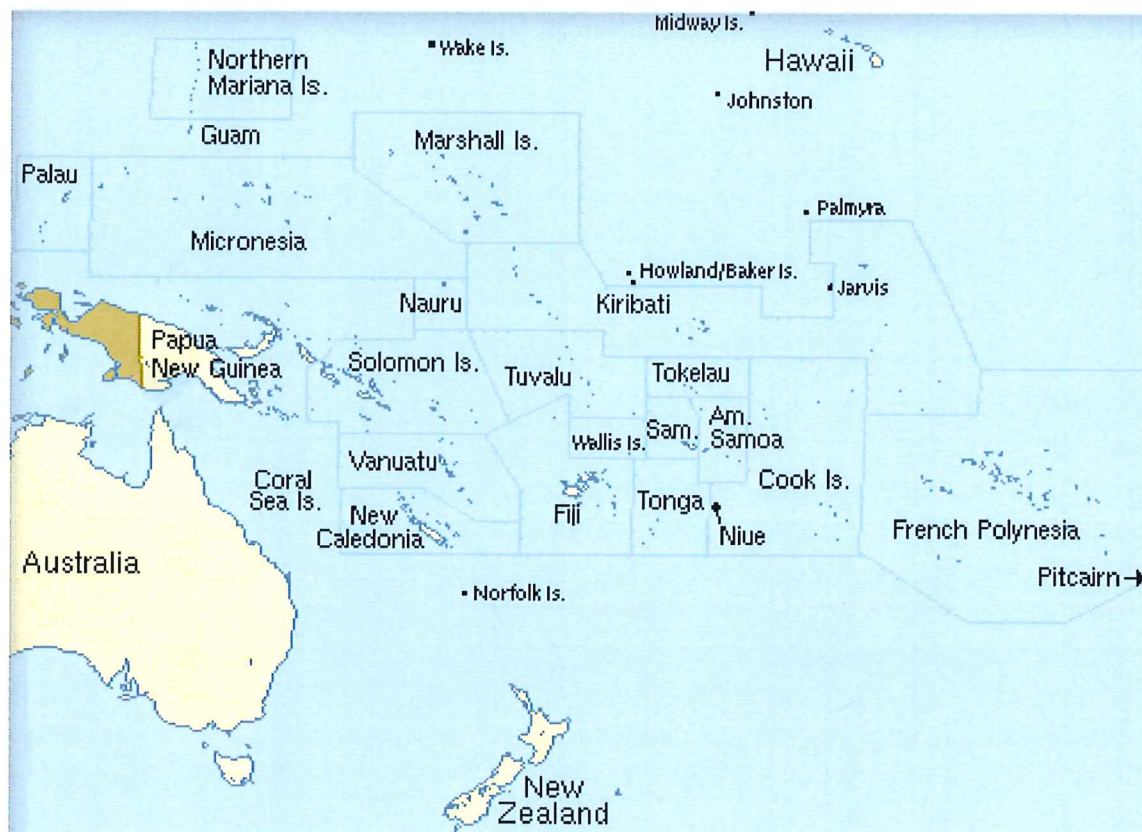 Midway Is.
Northern
Mariana Is.
Wake Is.
Hawaii
Johnston
Guam
Marshall Is.
Palau
Palmyra
Micronesia
Howland/Baker Is.
Jarvis
Nauru
Kiribati
Papua
New Guinea
Solomon Is.
Tuvalu
Tokelau
Am.
Samoa
Sam.
Wallis Is.
Vanuatu
Coral
Sea Is.
Cook Is.
Tonga
Fiji
New
Caledonia
Niue
French Polynesia
Australia
Pitcairn
Norfolk Is.
New
Zealand